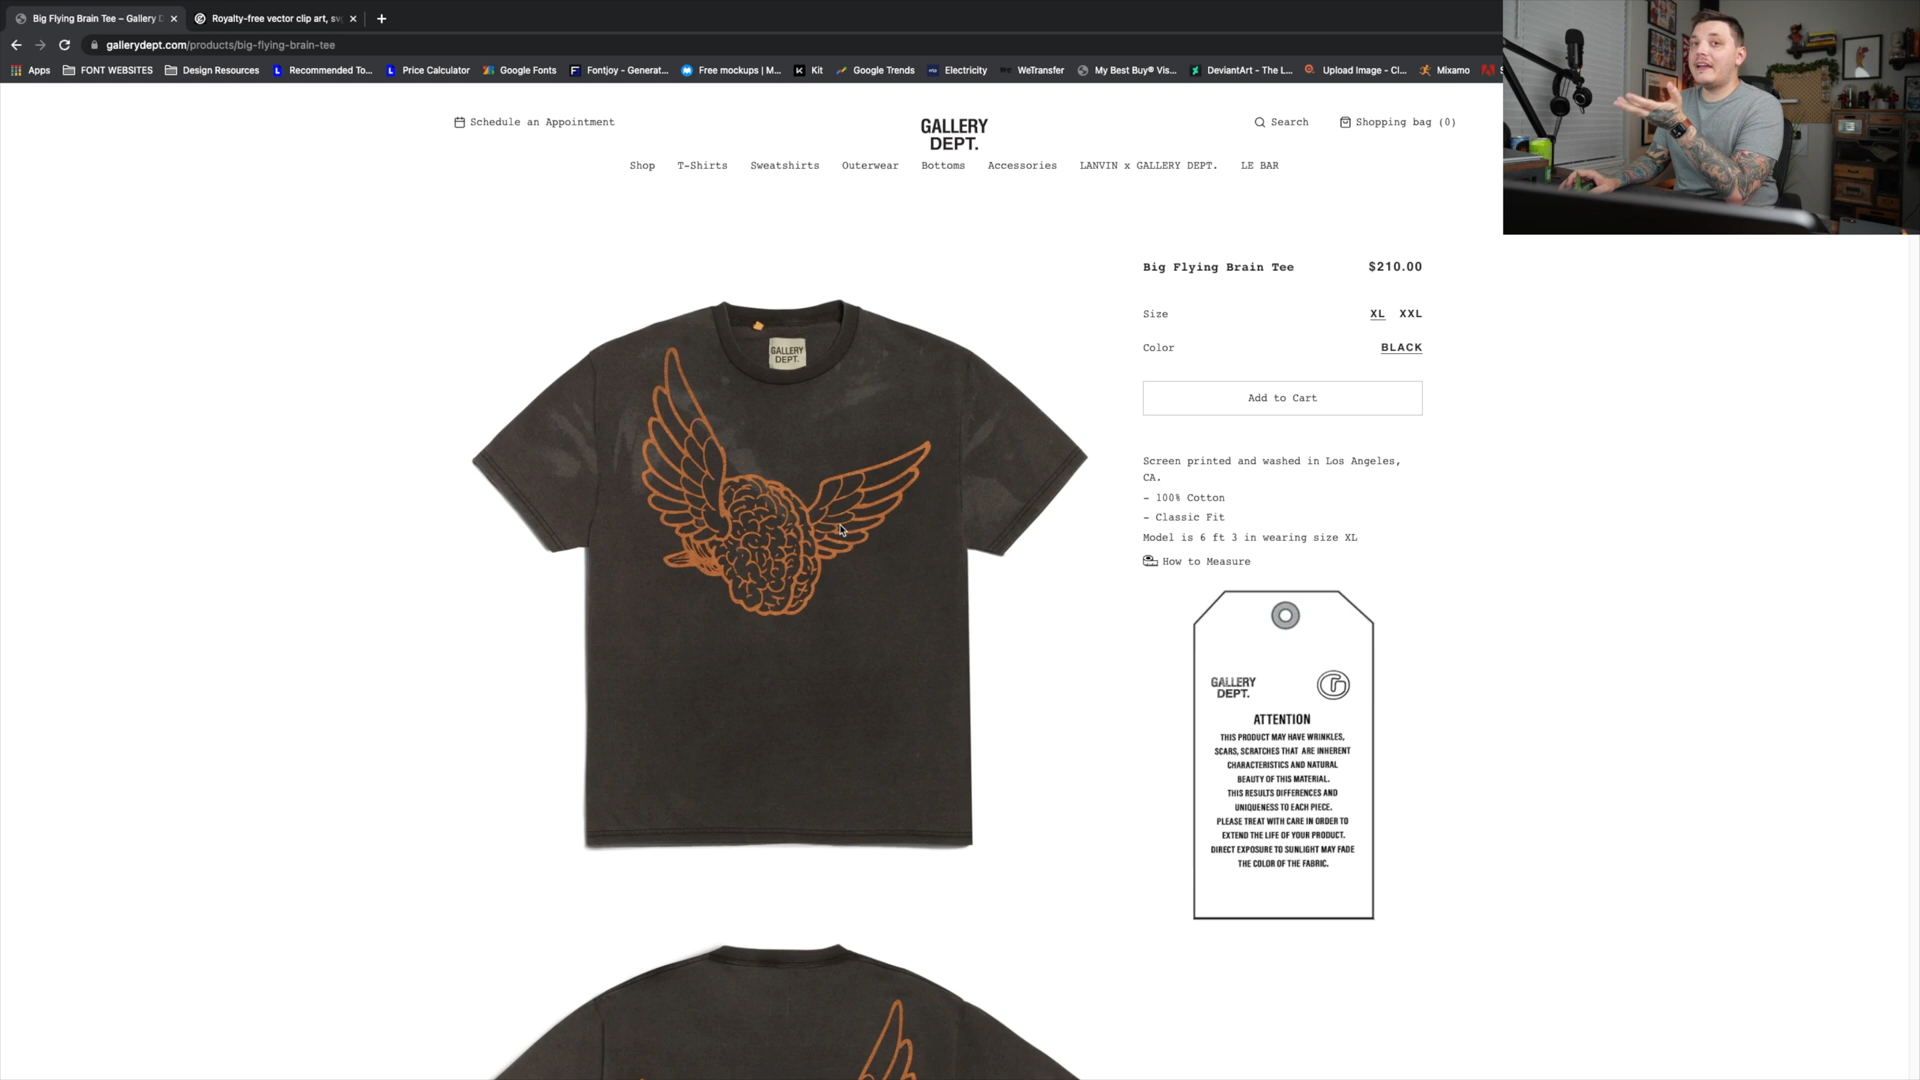 Big Flying Brain Tee – Gallery D
Royalty-free vector clip art, sv
gallerydept.com/products/big-flying-brain-tee
Apps FONT WEBSITES Design Resources Recommended To... Price Calculator Google Fonts Fontjoy - Generat... Free mockups | M... Kit Google Trends Electricity WeTransfer My Best Buy® Vis... DeviantArt - The L... Upload Image - Cl... Mixamo S
Schedule an Appointment
GALLERY
DEPT.
Search
Shopping bag (0)
Shop T-Shirts Sweatshirts Outerwear Bottoms Accessories LANVIN x GALLERY DEPT. LE BAR
GALLERY
DEPT.
Big Flying Brain Tee $210.00
Size XL XXL
Color BLACK
Add to Cart
Screen printed and washed in Los Angeles,
CA.
- 100% Cotton
- Classic Fit
Model is 6 ft 3 in wearing size XL
How to Measure
GALLERY
DEPT.
G
ATTENTION
THIS PRODUCT MAY HAVE WRINKLES,
SCARS, SCRATCHES THAT ARE INHERENT
CHARACTERISTICS AND NATURAL
BEAUTY OF THIS MATERIAL.
THIS RESULTS DIFFERENCES AND
UNIQUENESS TO EACH PIECE.
PLEASE TREAT WITH CARE IN ORDER TO
EXTEND THE LIFE OF YOUR PRODUCT.
DIRECT EXPOSURE TO SUNLIGHT MAY FADE
THE COLOR OF THE FABRIC.